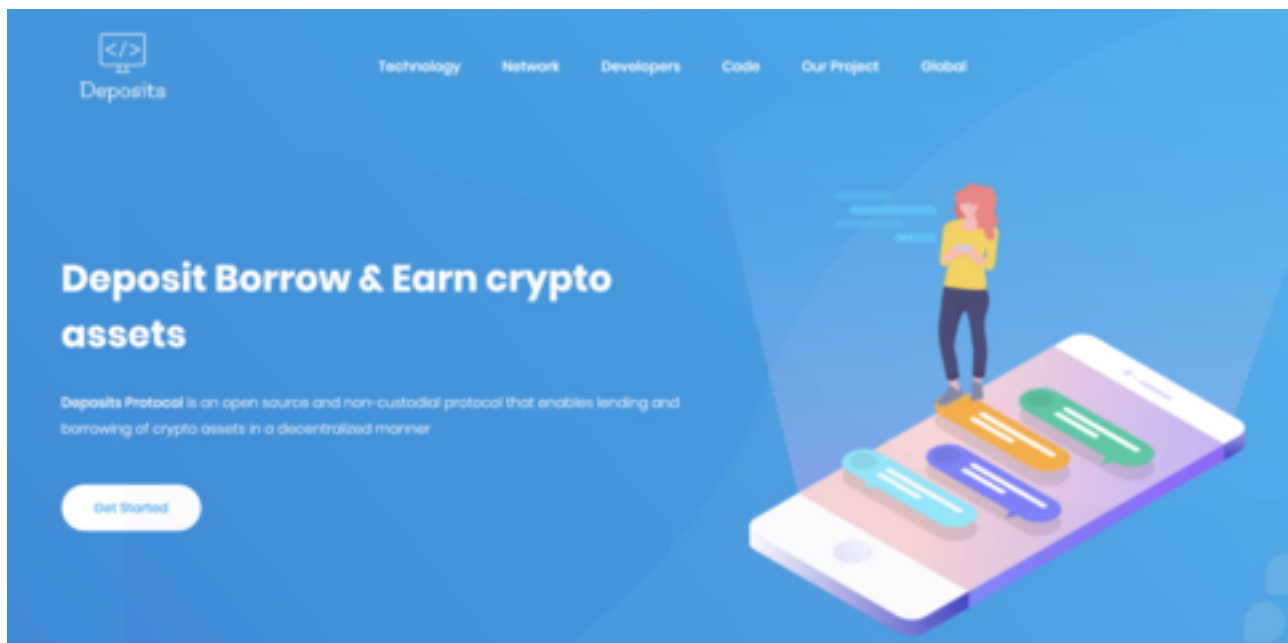 </>
Deposits
Technology Network Developers Code Our Project Global
Deposit Borrow & Earn crypto
assets
Deposits Protocol is an open source and non-custodial protocol that enables lending and
borrowing of crypto assets in a decentralized manner
Get Started